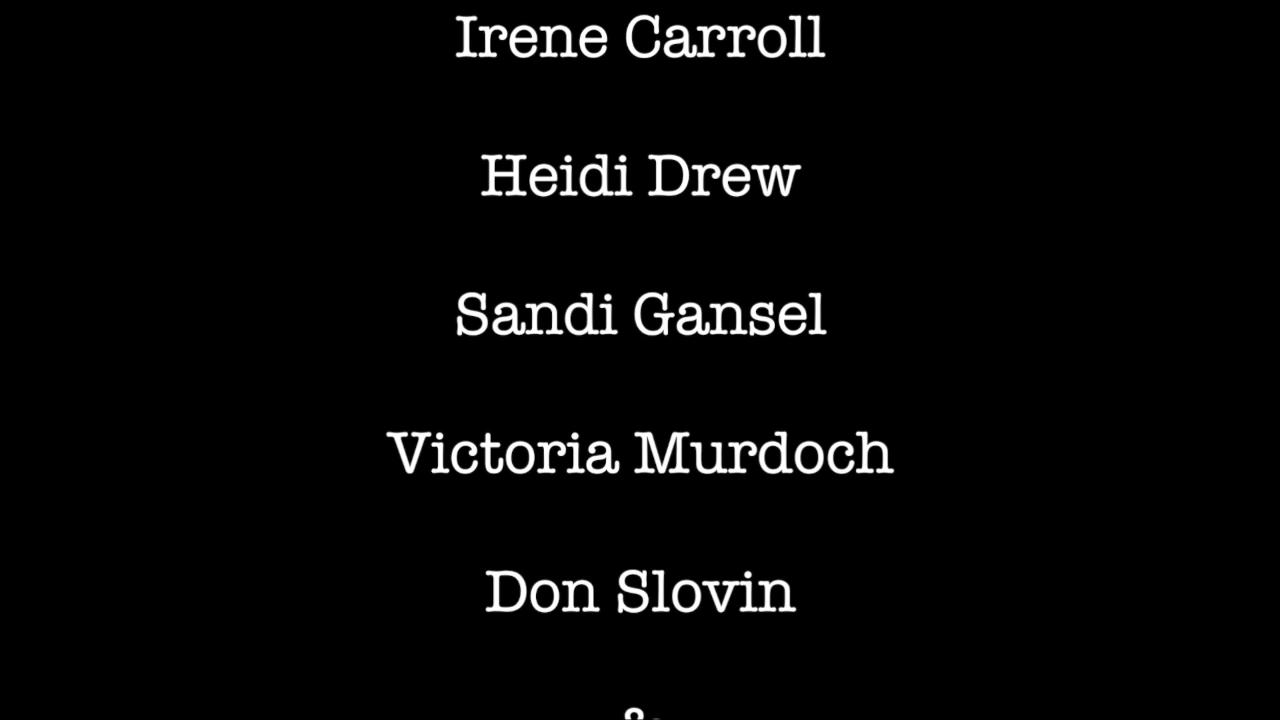 Irene Carroll
Heidi Drew
Sandi Gansel
Victoria Murdoch
Don Slovin
&